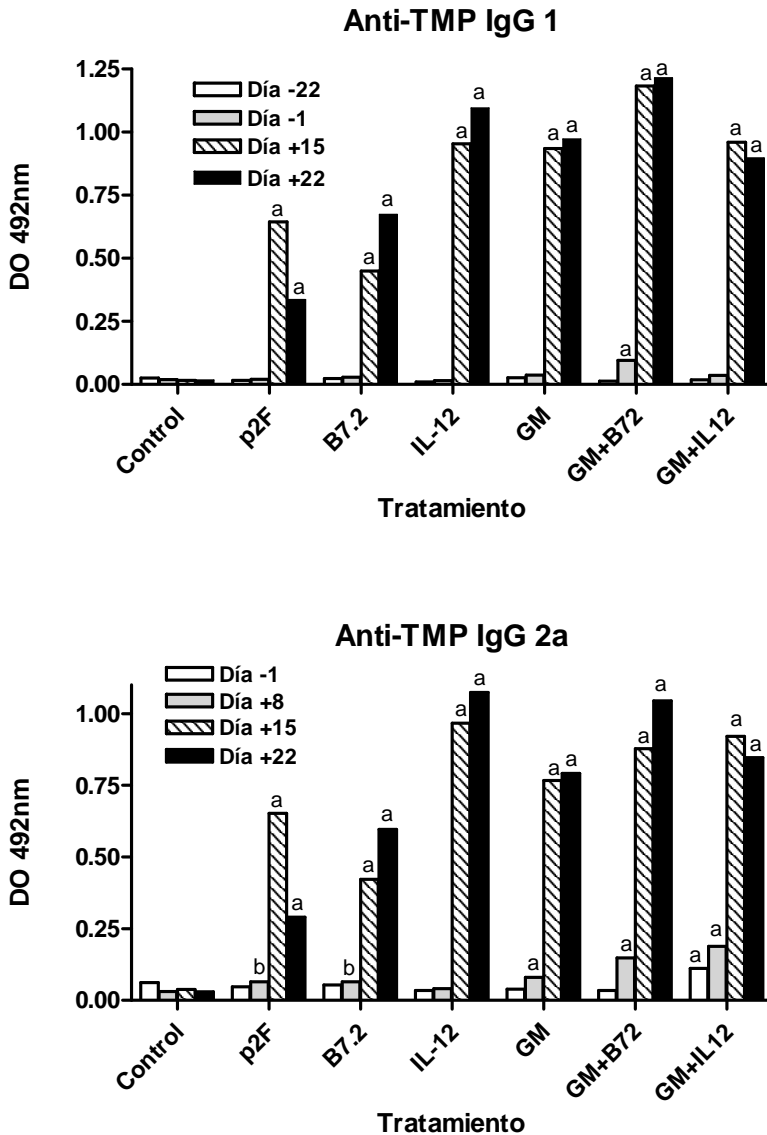 Anti-TMP IgG 1
Día -22
Día -1
Día +15
Día +22
DO 492nm
1.25
1.00
0.75
0.50
0.25
0.00
a a
a a
a a
a a
a a
a a
a
Control
p2F
B7.2
IL-12
GM
GM+B72
GM+IL12
Tratamiento
Anti-TMP IgG 2a
Día -1
Día +8
Día +15
Día +22
DO 492nm
1.00
0.75
0.50
0.25
0.00
b a a
b a a
a a
a a a
a a a
a a a
Control
p2F
B7.2
IL-12
GM
GM+B72
GM+IL12
Tratamiento